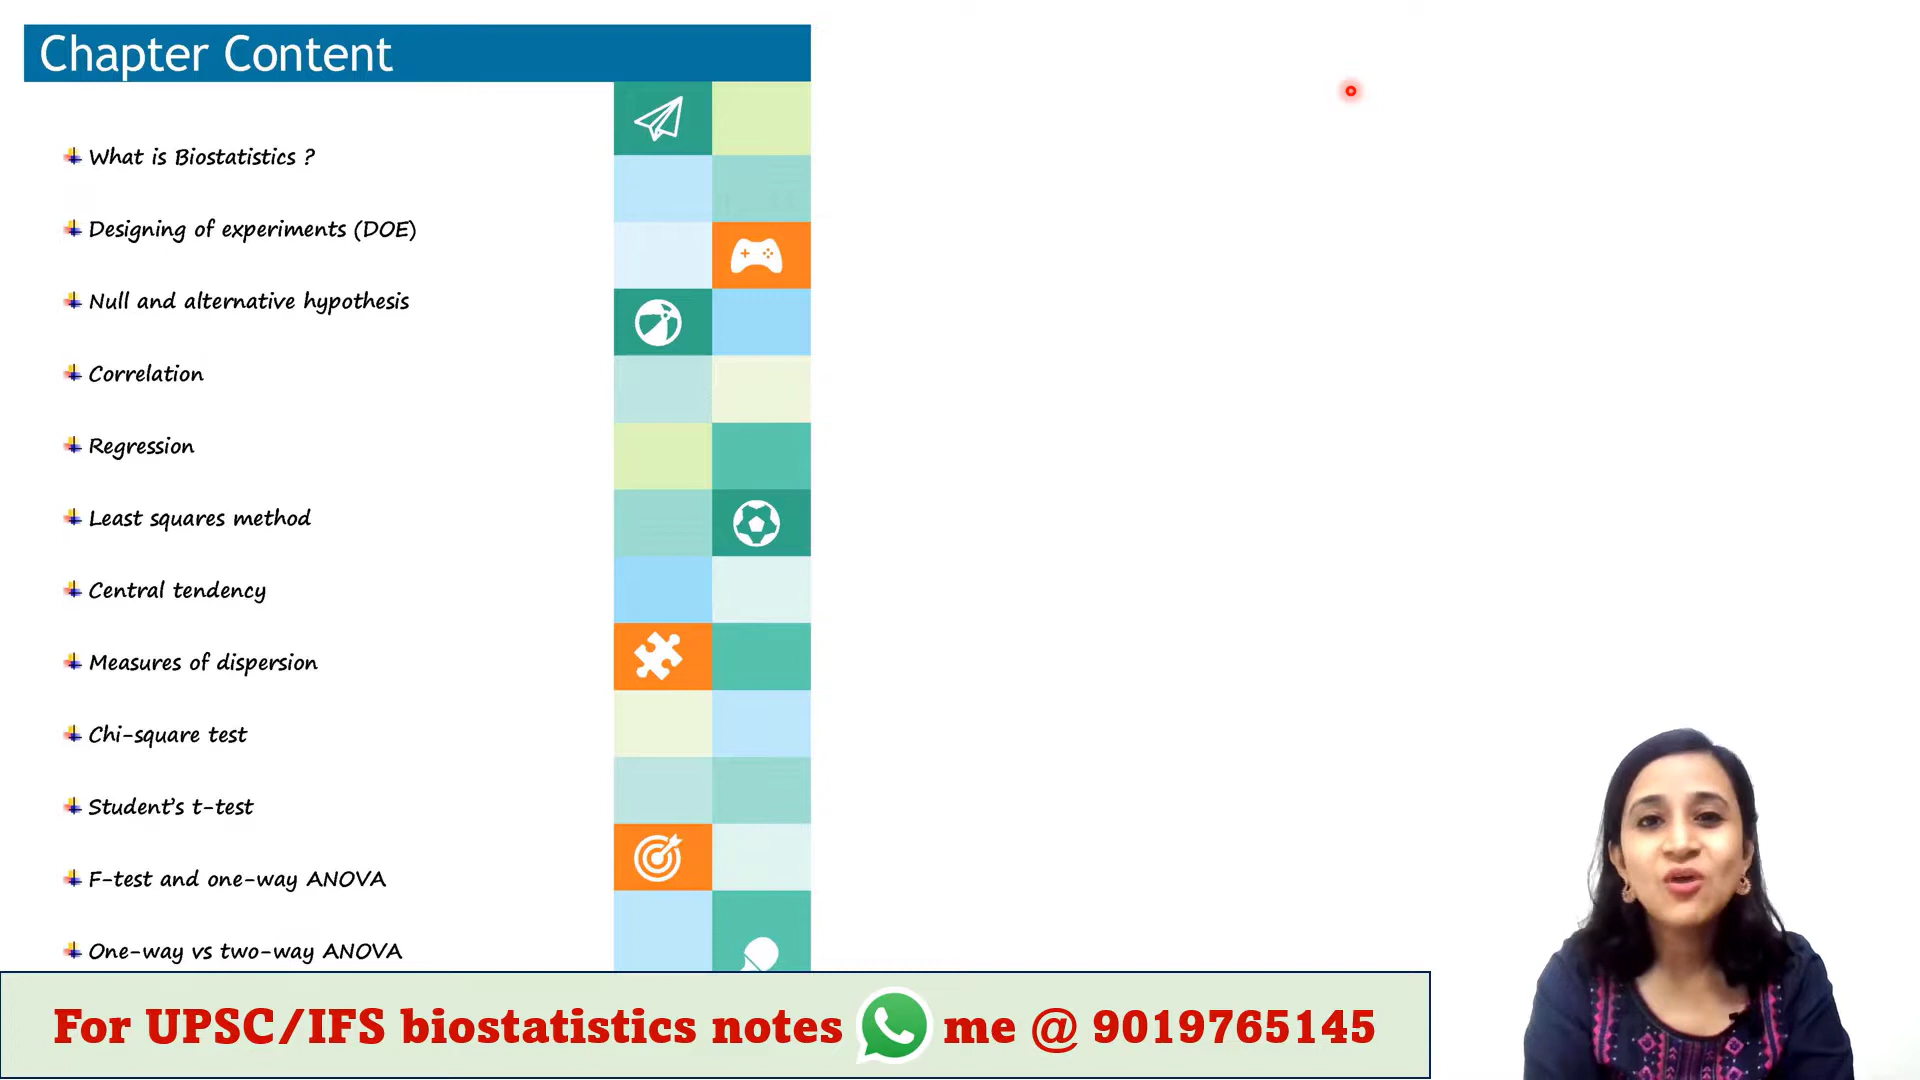 Chapter Content
What is Biostatistics ?
Designing of experiments (DOE)
Null and alternative hypothesis
Correlation
Regression
Least squares method
Central tendency
Measures of dispersion
Chi-square test
Student's t-test
F-test and one-way ANOVA
One-way vs two-way ANOVA
For UPSC/IFS biostatistics notes me @ 9019765145